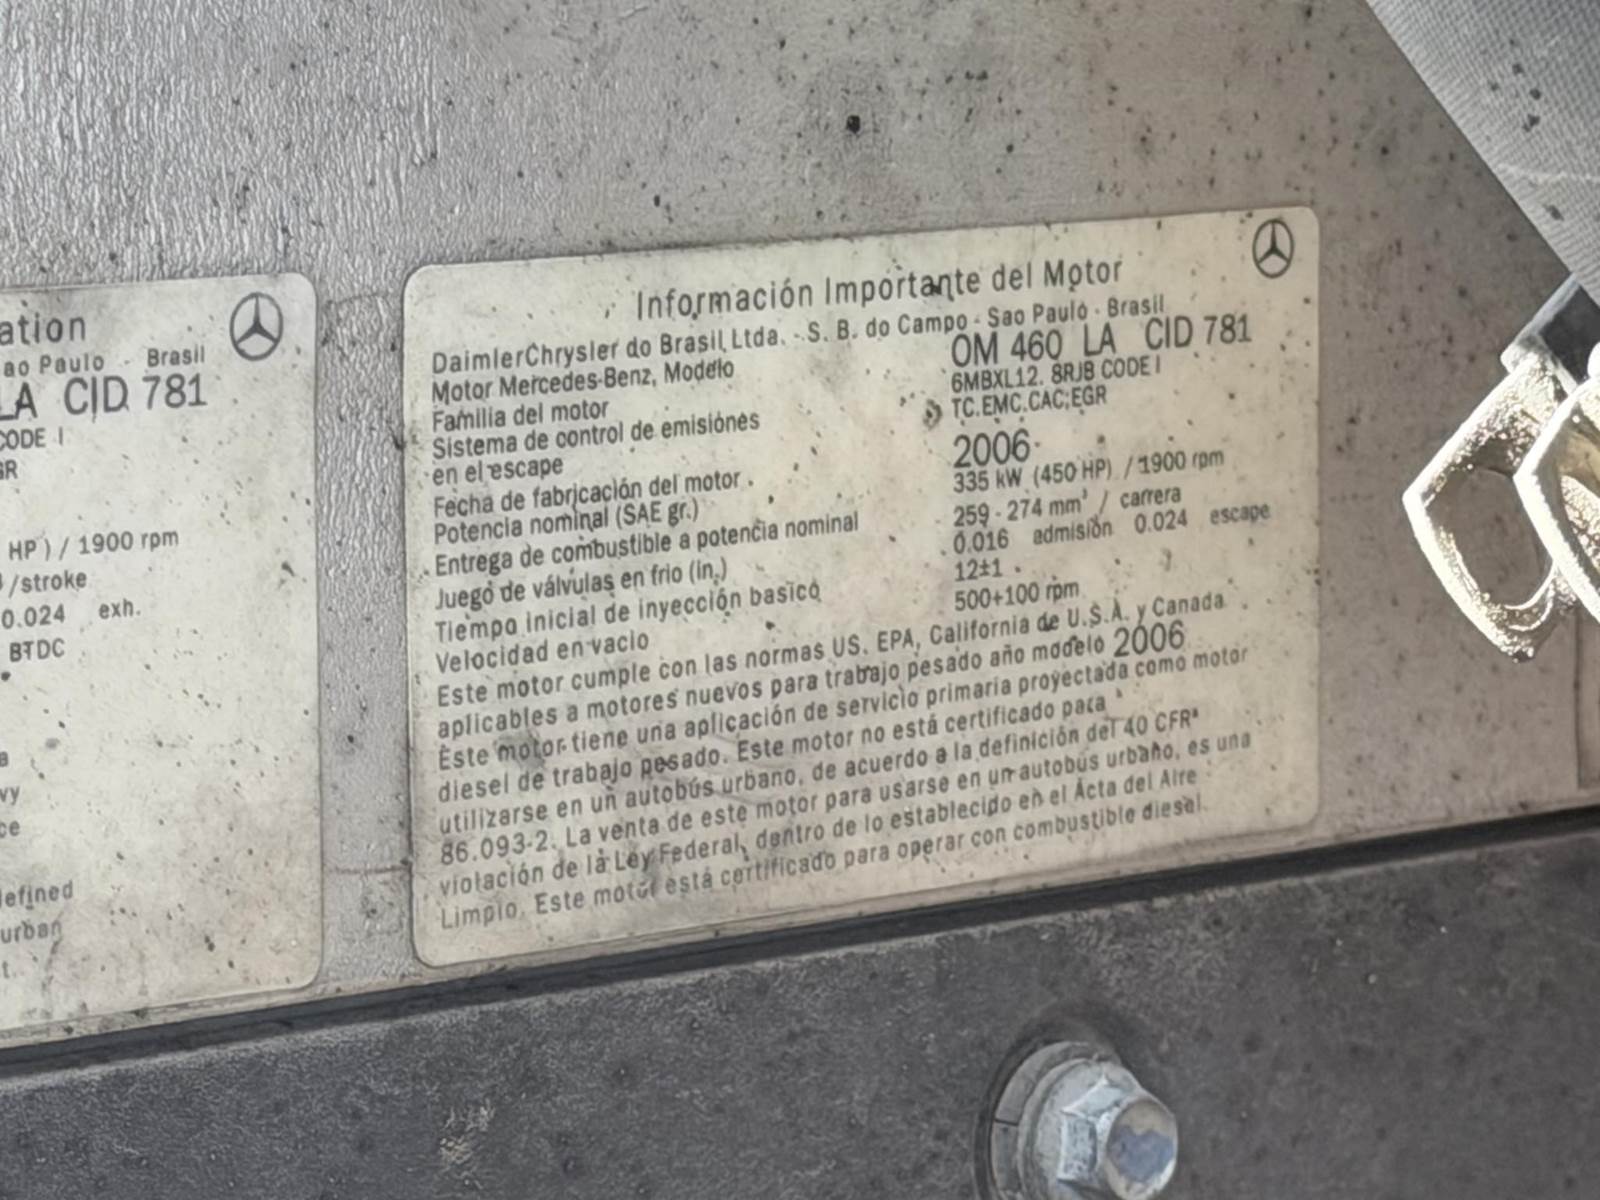 ation
ao Paulo - Brasil
LA CID 781
CODE I
GR
HP ) / 1900 rpm
/stroke
0.024 exh.
BTDC
a
vy
ce
efined
urban
t.
Información Importante del Motor
DaimlerChrysler do Brasil Ltda. - S. B. do Campo - Sao Paulo - Brasil
Motor Mercedes-Benz, Modelo OM 460 LA CID 781
Familia del motor 6MBXL12. 8RJB CODE I
Sistema de control de emisiónes TC.EMC.CAC;EGR
en el escape
Fecha de fabricación del motor 2006
Potencia nominal (SAE gr.) 335 kW (450 HP) / 1900 rpm
Entrega de combustible a potencia nominal 259 - 274 mm³ / carrera
Juego de válvulas en frio (in.) 0.016 admisión 0.024 escape
Tiempo inicial de inyección basico 12±1
Velocidad en vacio 500+100 rpm
Este motor cumple con las normas US. EPA, California de U.S.A. y Canada
aplicables a motores nuevos para trabajo pesado año modelo 2006
Este motor tiene una aplicación de servicio primaria proyectada como motor
diesel de trabajo pesado. Este motor no está certificado para
utilizarse en un autobús urbano, de acuerdo a la definición del 40 CFR
86.093-2. La venta de este motor para usarse en un autobús urbano, es una
violación de la Ley Federal, dentro de lo establecido en el Acta del Aire
Limpio. Este motor está certificado para operar con combustible diesel.